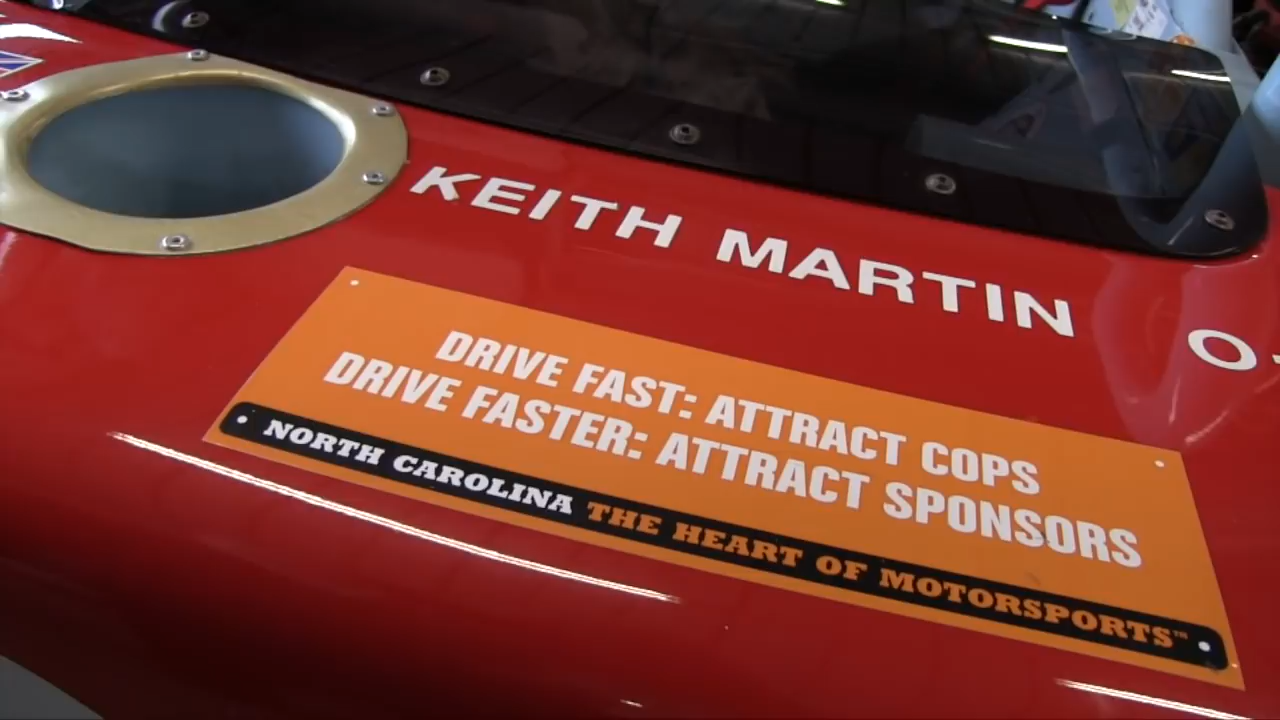 KEITH MARTIN O
DRIVE FAST: ATTRACT COPS
DRIVE FASTER: ATTRACT SPONSORS
NORTH CAROLINA THE HEART OF MOTORSPORTS™